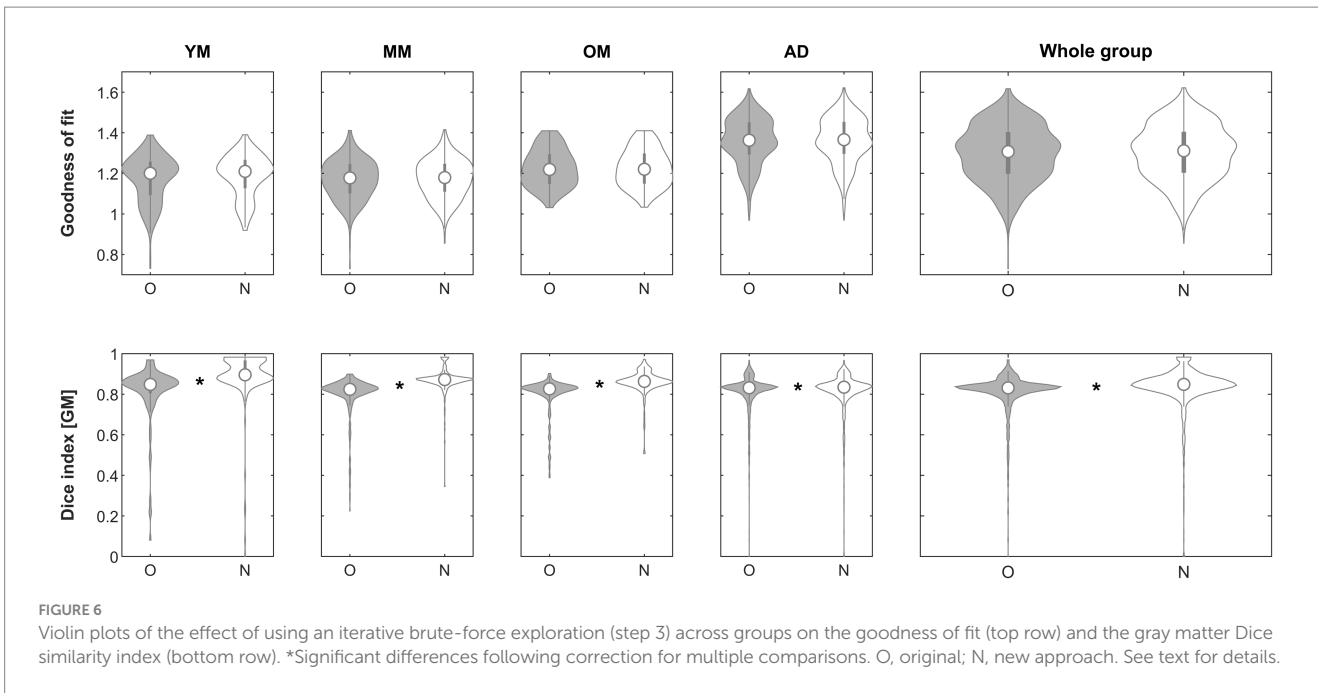 YM MM OM AD Whole group
Goodness of fit
1.6
1.4
1.2
1
0.8
O N O N O N O N O N
Dice index [GM]
1
0.8
0.6
0.4
0.2
0
* * * * *
O N O N O N O N O N
FIGURE 6
Violin plots of the effect of using an iterative brute-force exploration (step 3) across groups on the goodness of fit (top row) and the gray matter Dice
similarity index (bottom row). *Significant differences following correction for multiple comparisons. O, original; N, new approach. See text for details.